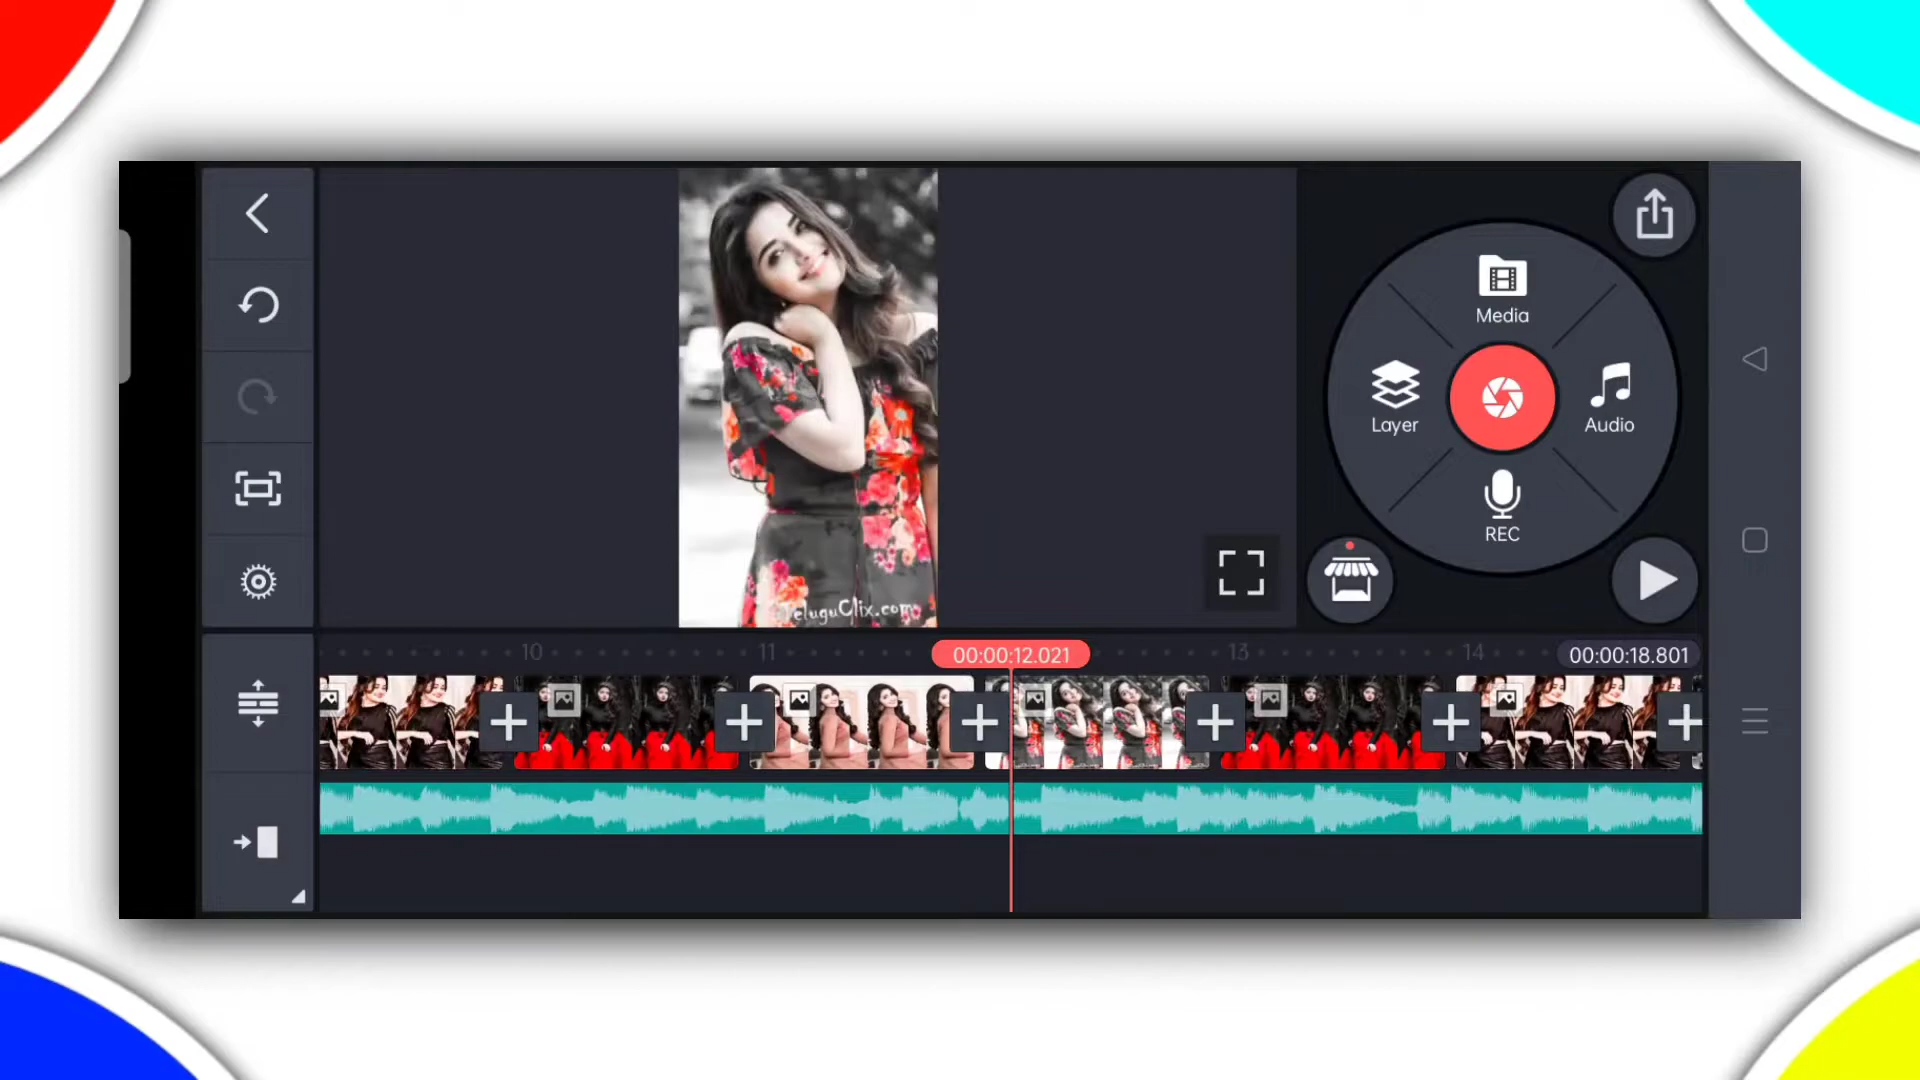 Media
Layer
Audio
REC
TeluguClix.com
10
11
00:00:12.021
13
14
00:00:18.801